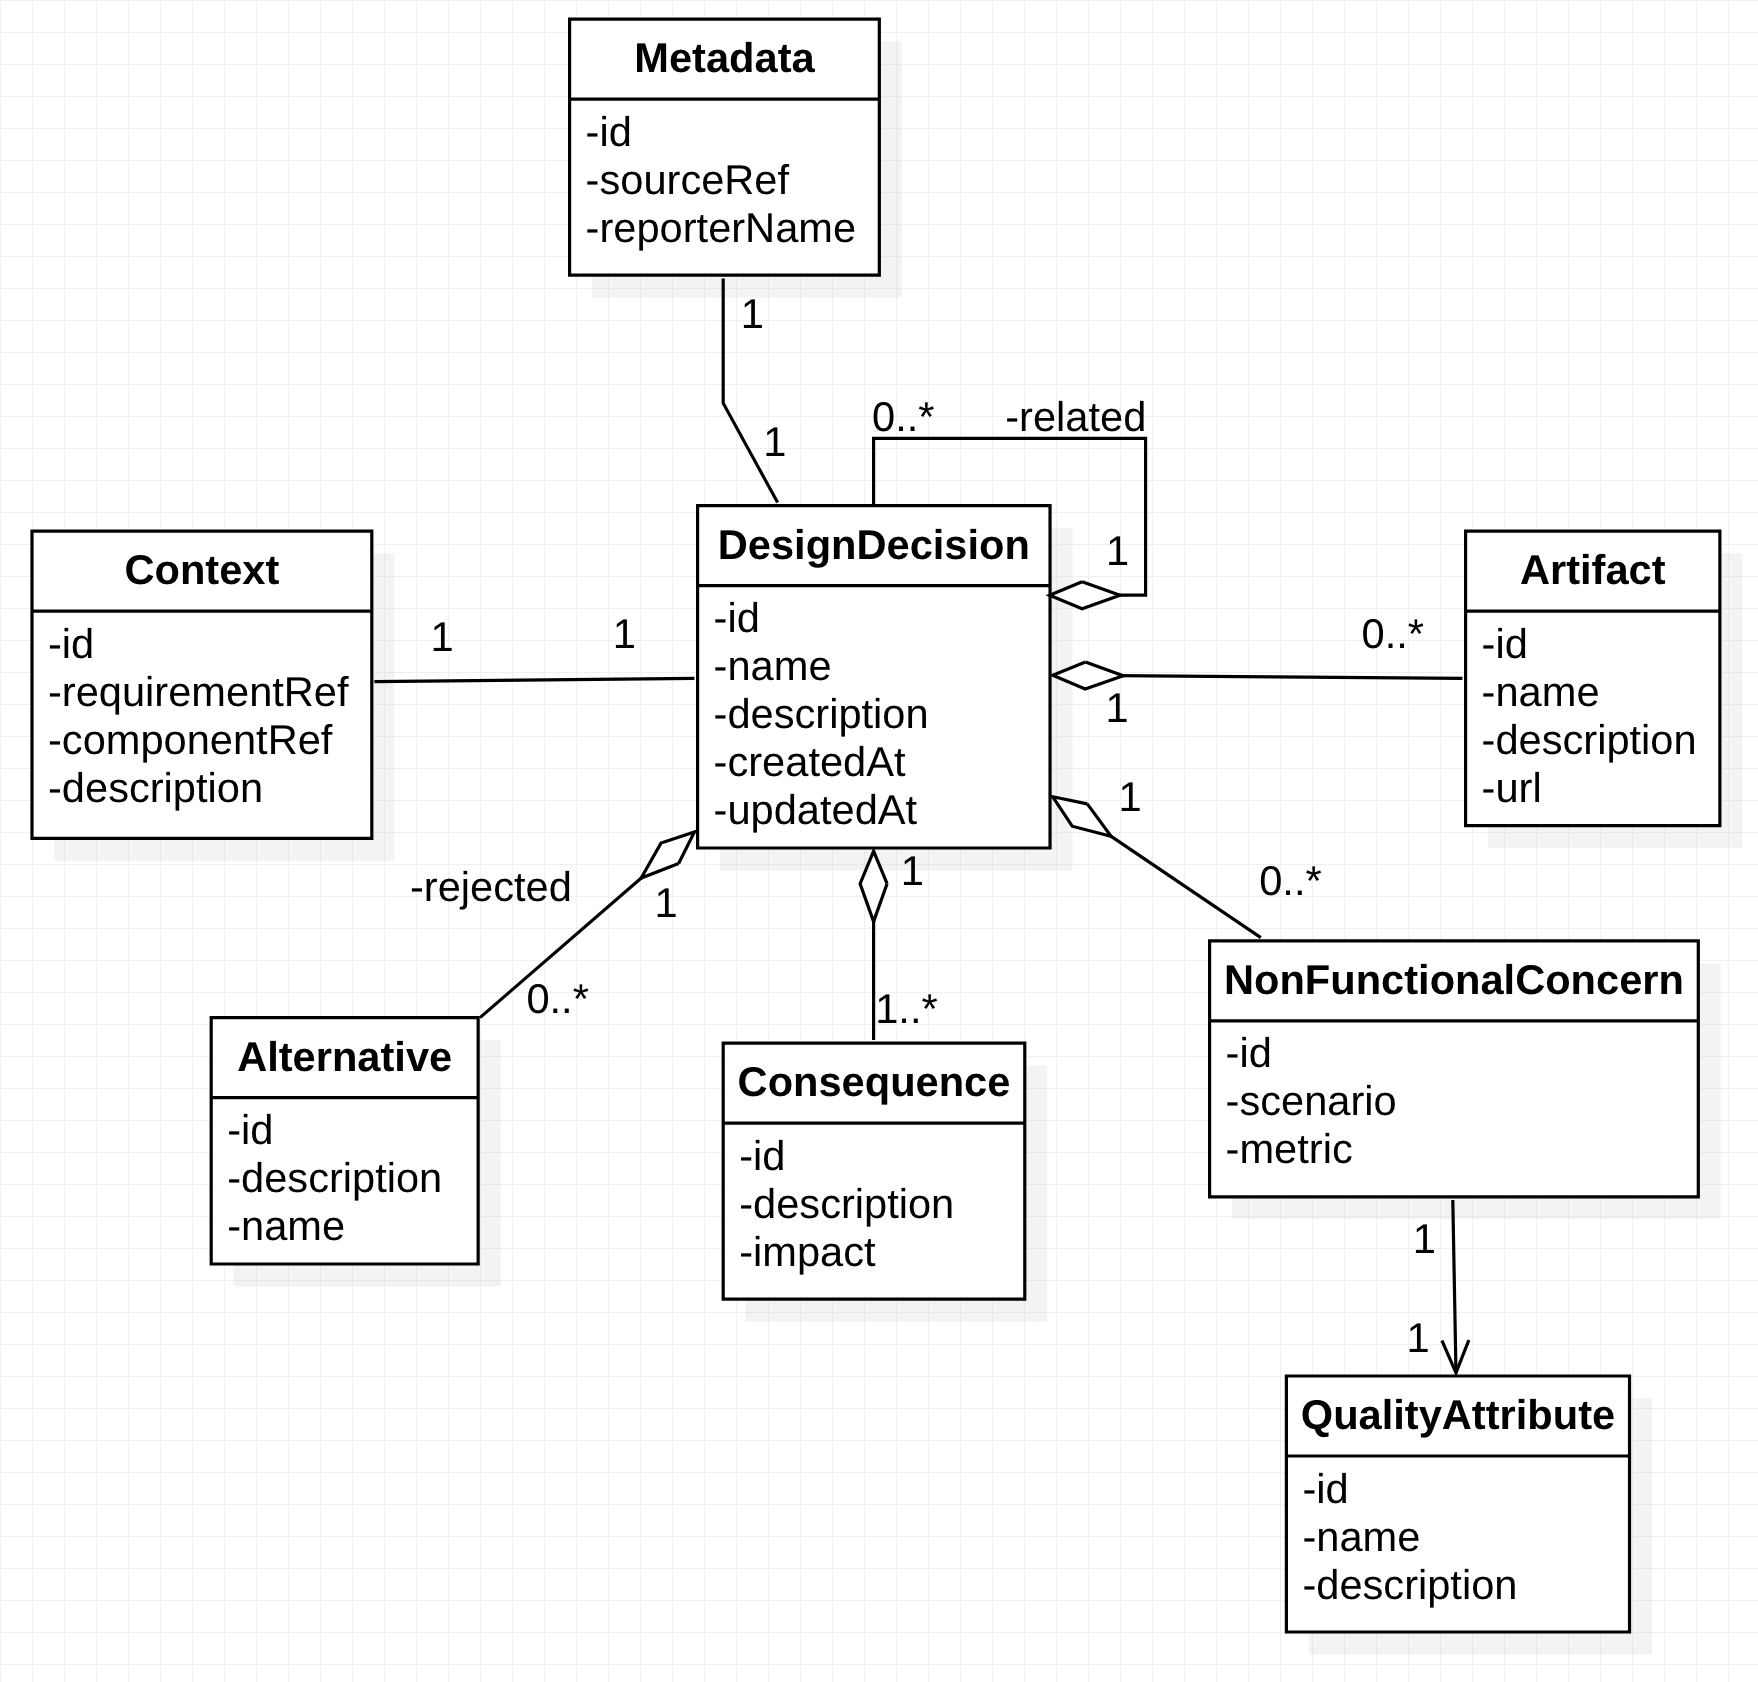 Metadata
-id
-sourceRef
-reporterName
1
1
0..*
-related
1
DesignDecision
-id
-name
-description
-createdAt
-updatedAt
Context
-id
-requirementRef
-componentRef
-description
1
1
Artifact
-id
-name
-description
-url
0..*
1
1
0..*
-rejected
1
0..*
1
1..*
Alternative
-id
-description
-name
Consequence
-id
-description
-impact
NonFunctionalConcern
-id
-scenario
-metric
1
1
QualityAttribute
-id
-name
-description